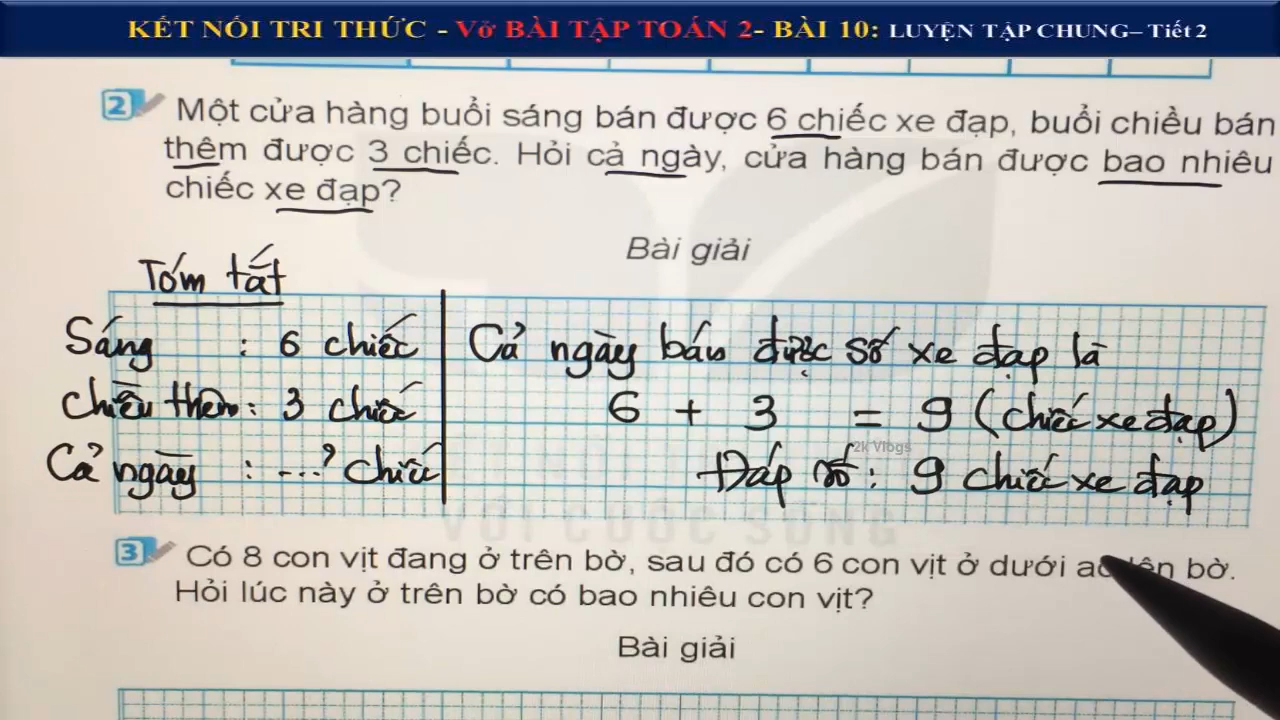 KẾT NỐI TRI THỨC - Vở BÀI TẬP TOÁN 2- BÀI 10: LUYỆN TẬP CHUNG– Tiết 2
2 Một cửa hàng buổi sáng bán được 6 chiếc xe đạp, buổi chiều bán
thêm được 3 chiếc. Hỏi cả ngày, cửa hàng bán được bao nhiêu
chiếc xe đạp?
Bài giải
Tóm tắt
Sáng : 6 chiếc
Chiều thêm: 3 chiếc
Cả ngày : ...? chiếc
Cả ngày bán được số xe đạp là
6 + 3 = 9 (chiếc xe đạp)
2k Vlogs
Đáp số: 9 chiếc xe đạp
VỚI CUỘC SỐNG
3 Có 8 con vịt đang ở trên bờ, sau đó có 6 con vịt ở dưới ao lên bờ.
Hỏi lúc này ở trên bờ có bao nhiêu con vịt?
Bài giải